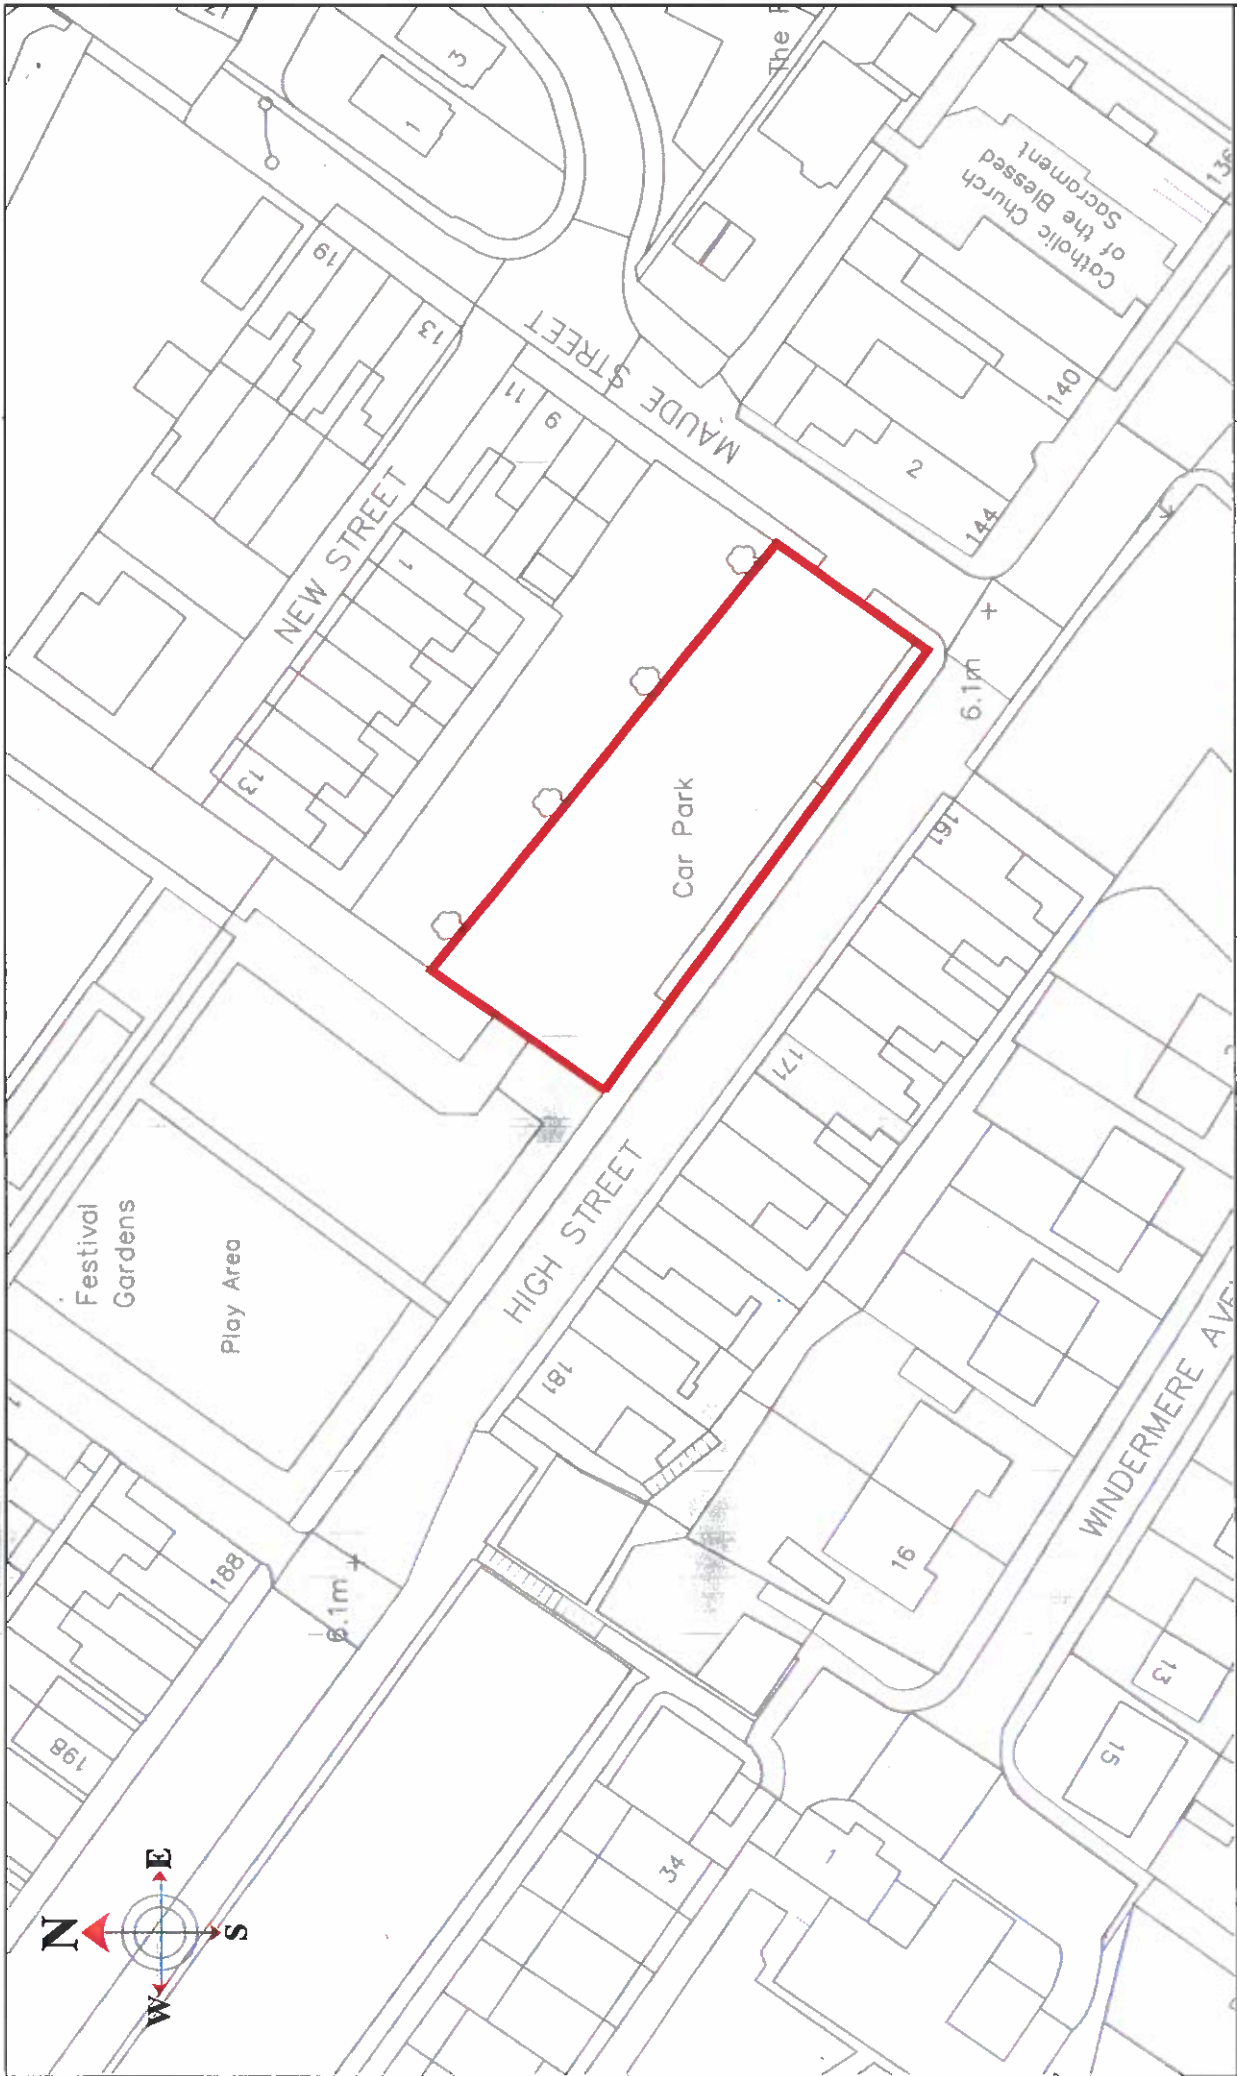 N
W
E
S
198
188
6.1m
Festival
Gardens
Play Area
HIGH STREET
181
171
161
Car Park
6.1m
NEW STREET
13
1
19
13
11
9
MAUDE STREET
1
3
2
144
140
136
Catholic Church
of the Blessed
Sacrament
The
34
1
16
15
13
WINDERMERE